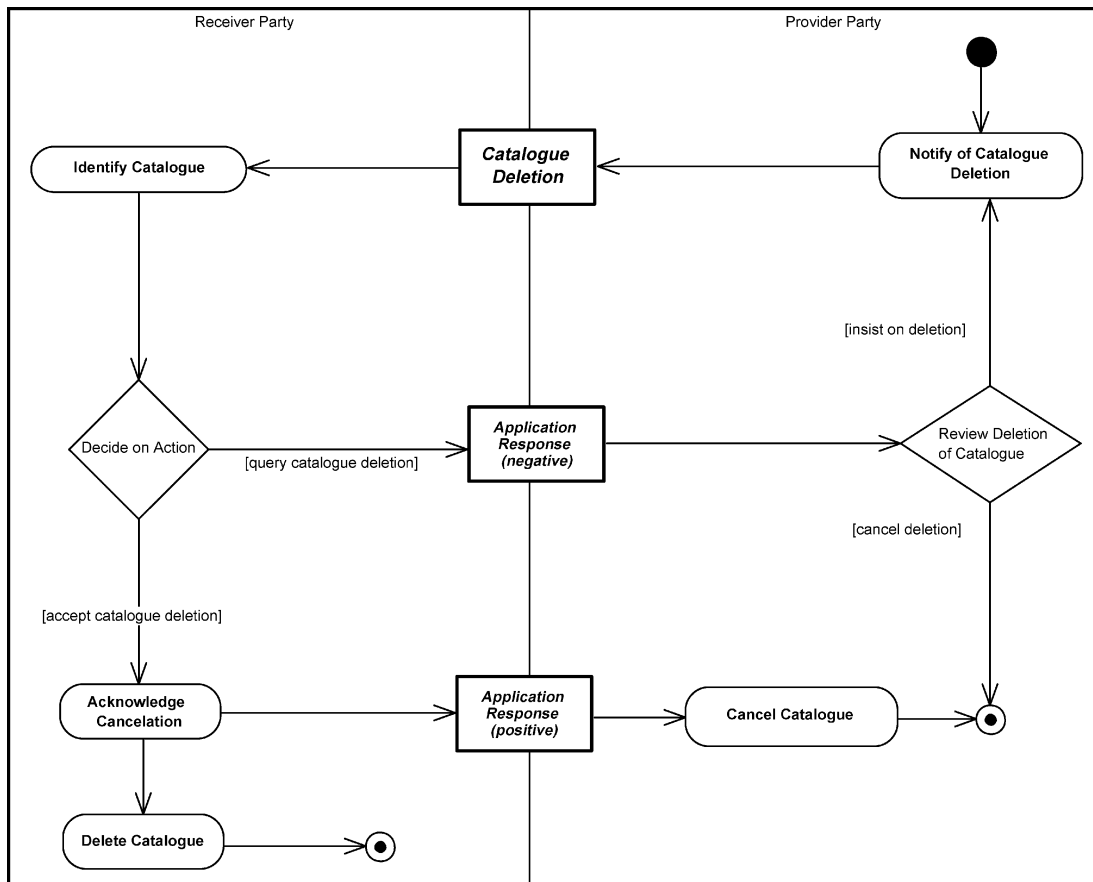 Receiver Party
Provider Party
Identify Catalogue
Catalogue
Deletion
Notify of Catalogue
Deletion
[insist on deletion]
Decide on Action
[query catalogue deletion]
Application
Response
(negative)
Review Deletion
of Catalogue
[cancel deletion]
[accept catalogue deletion]
Acknowledge
Cancelation
Application
Response
(positive)
Cancel Catalogue
Delete Catalogue